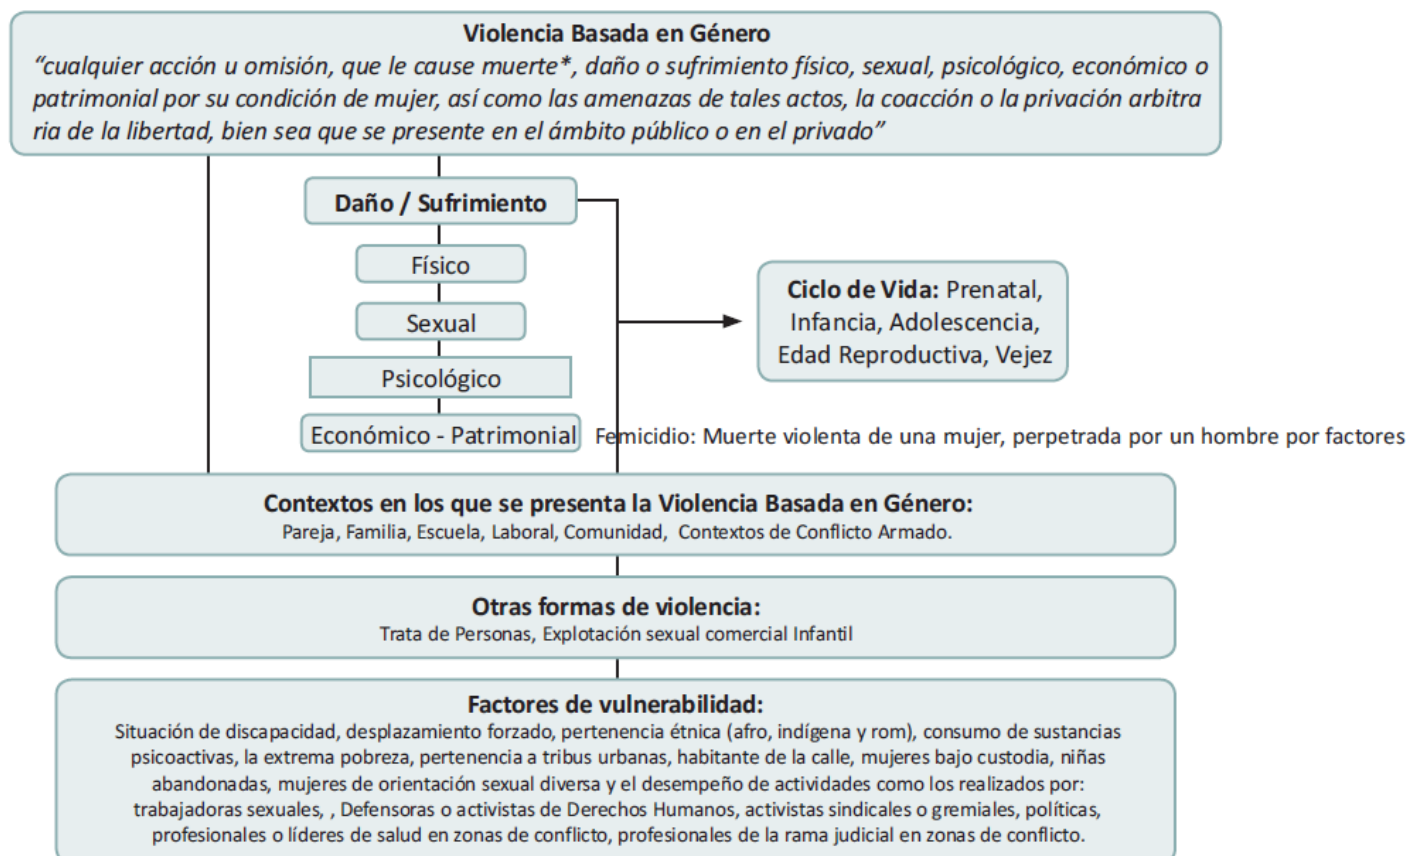 Violencia Basada en Género
“cualquier acción u omisión, que le cause muerte*, daño o sufrimiento físico, sexual, psicológico, económico o
patrimonial por su condición de mujer, así como las amenazas de tales actos, la coacción o la privación arbitra
ria de la libertad, bien sea que se presente en el ámbito público o en el privado”
Daño / Sufrimiento
Físico
Sexual
Psicológico
Económico - Patrimonial
Ciclo de Vida: Prenatal,
Infancia, Adolescencia,
Edad Reproductiva, Vejez
Femicidio: Muerte violenta de una mujer, perpetrada por un hombre por factores
Contextos en los que se presenta la Violencia Basada en Género:
Pareja, Familia, Escuela, Laboral, Comunidad, Contextos de Conflicto Armado.
Otras formas de violencia:
Trata de Personas, Explotación sexual comercial Infantil
Factores de vulnerabilidad:
Situación de discapacidad, desplazamiento forzado, pertenencia étnica (afro, indígena y rom), consumo de sustancias
psicoactivas, la extrema pobreza, pertenencia a tribus urbanas, habitante de la calle, mujeres bajo custodia, niñas
abandonadas, mujeres de orientación sexual diversa y el desempeño de actividades como los realizados por:
trabajadoras sexuales, , Defensoras o activistas de Derechos Humanos, activistas sindicales o gremiales, políticas,
profesionales o líderes de salud en zonas de conflicto, profesionales de la rama judicial en zonas de conflicto.